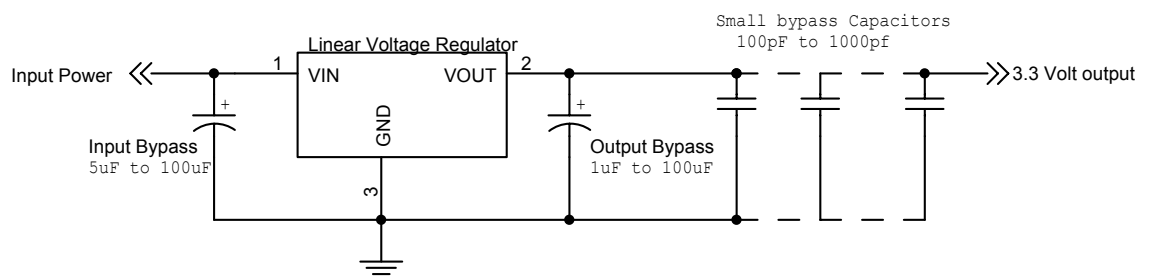 Small bypass Capacitors
100pF to 1000pf
Linear Voltage Regulator
Input Power
1
VIN
VOUT
2
3.3 Volt output
+
+
GND
Input Bypass
5uF to 100uF
Output Bypass
1uF to 100uF
3